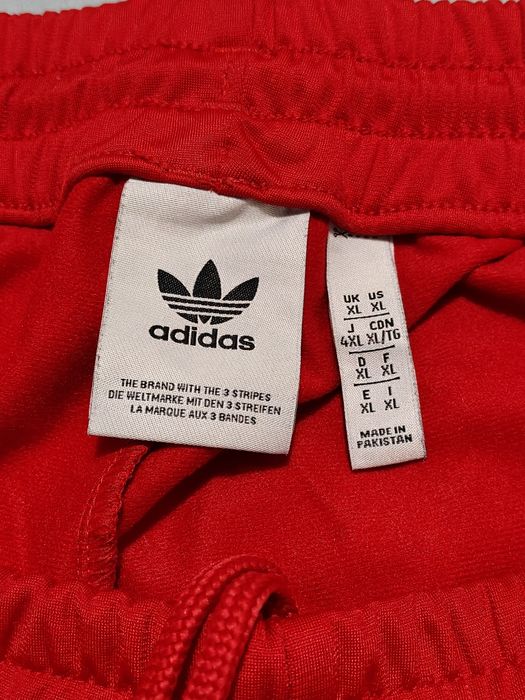 adidas
THE BRAND WITH THE 3 STRIPES
DIE WELTMARKE MIT DEN 3 STREIFEN
LA MARQUE AUX 3 BANDES
UK US
XL XL
J CDN
4XL XL/TG
D F
XL XL
E I
XL XL
MADE IN
PAKISTAN